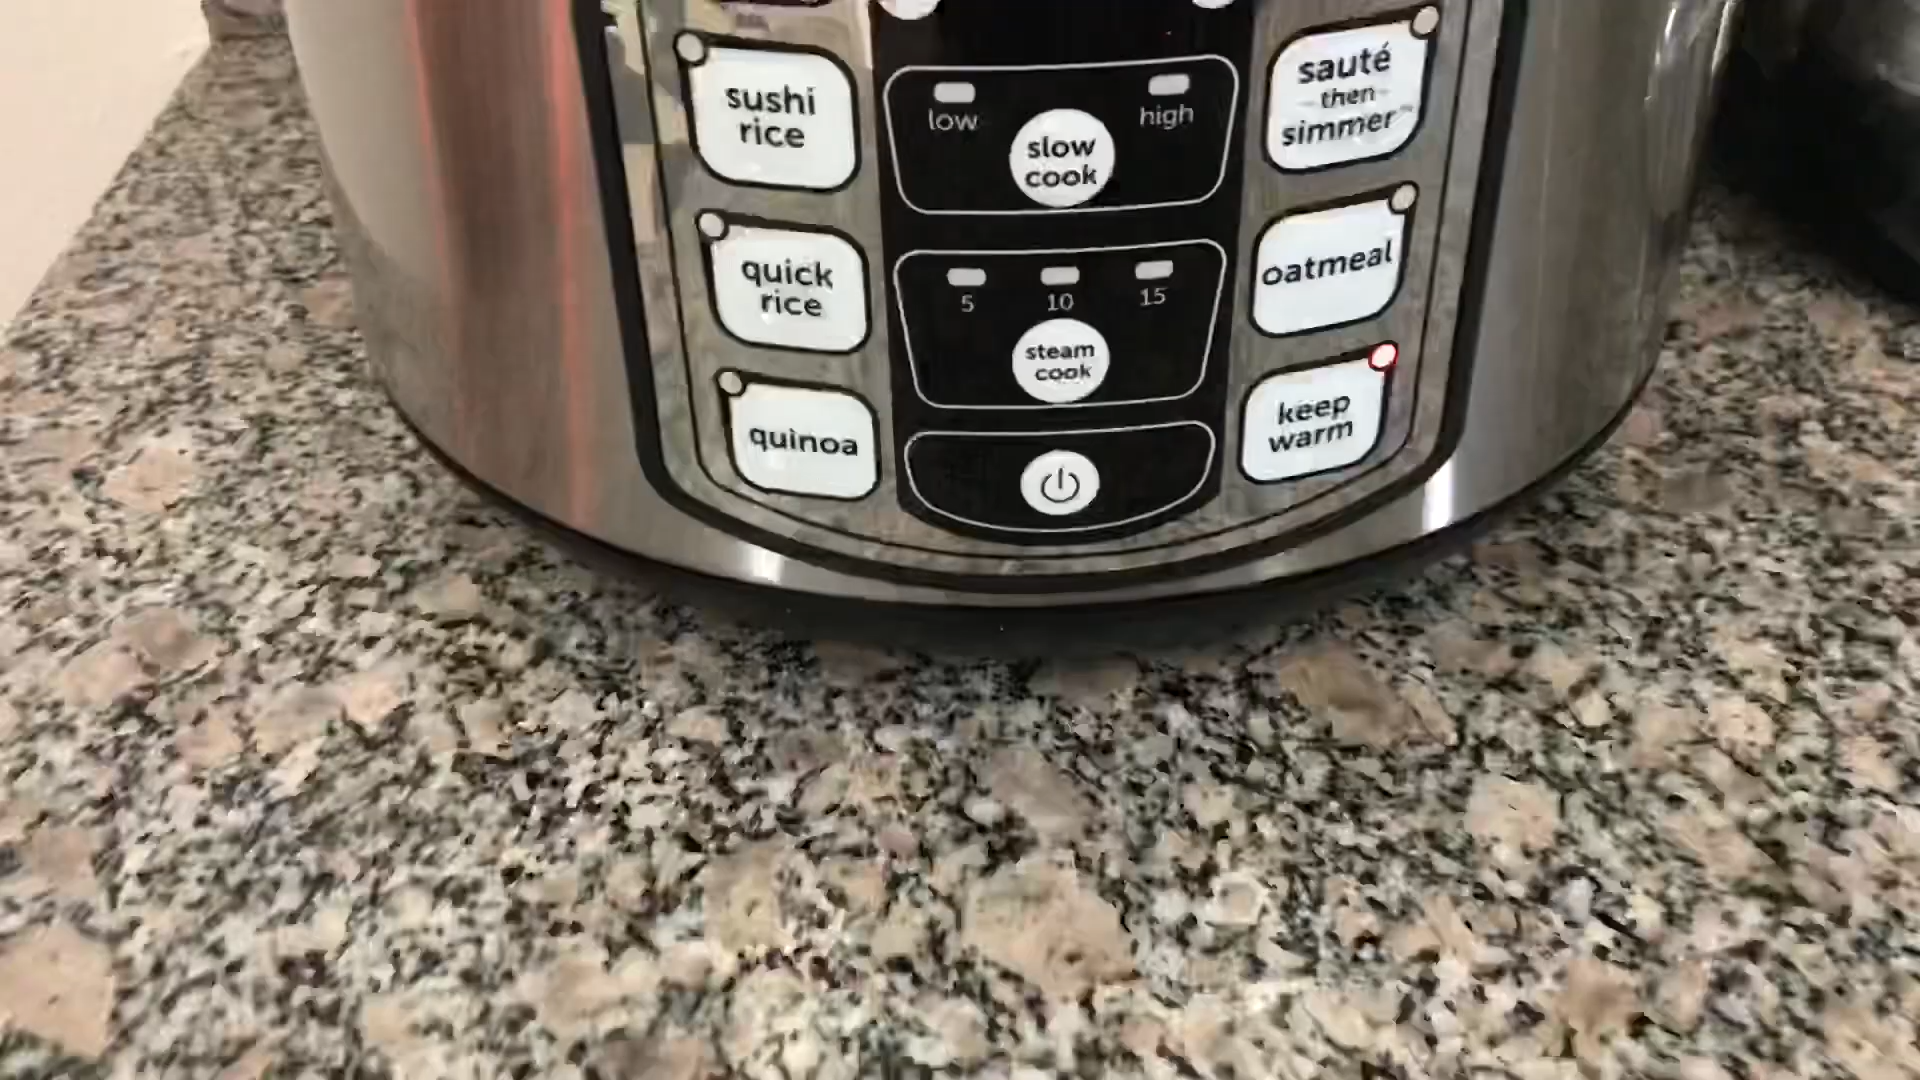 sushi
rice
quick
rice
quinoa
low
high
slow
cook
5
10
15
steam
cook
sauté
then
simmer™
oatmeal
keep
warm